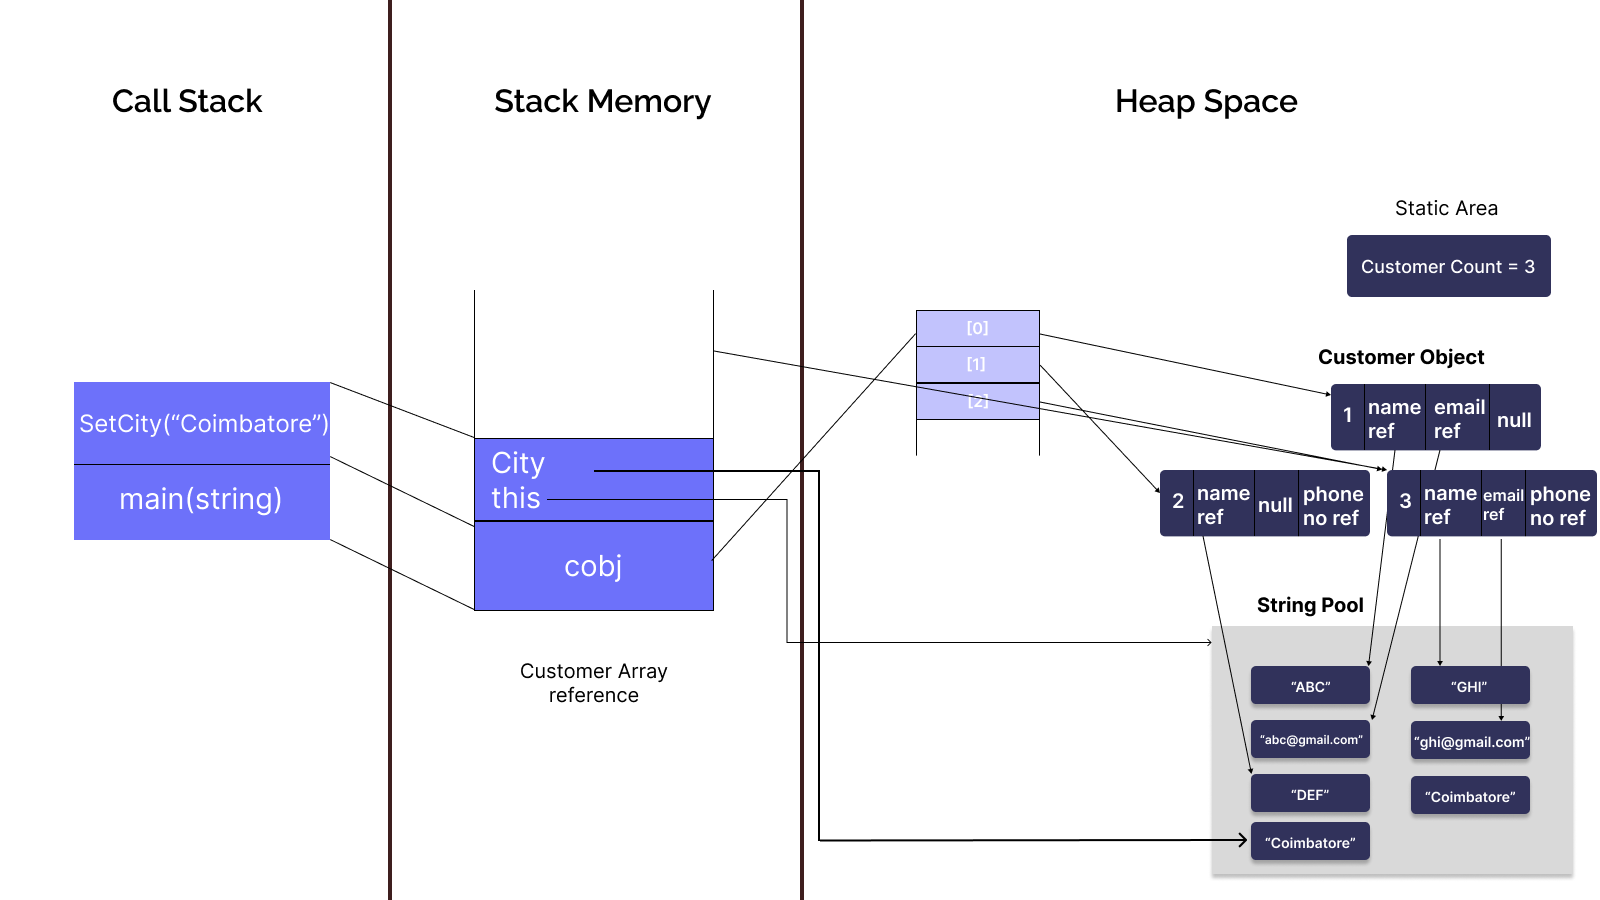 Call Stack
Stack Memory
Heap Space
Static Area
Customer Count = 3
[0]
[1]
[2]
Customer Object
1
name
ref
email
ref
null
SetCity(“Coimbatore”)
main(string)
City
this
cobj
2
name
ref
null
phone
no ref
3
name
ref
email
ref
phone
no ref
Customer Array
reference
String Pool
“ABC”
“GHI”
“abc@gmail.com”
“ghi@gmail.com”
“DEF”
“Coimbatore”
“Coimbatore”